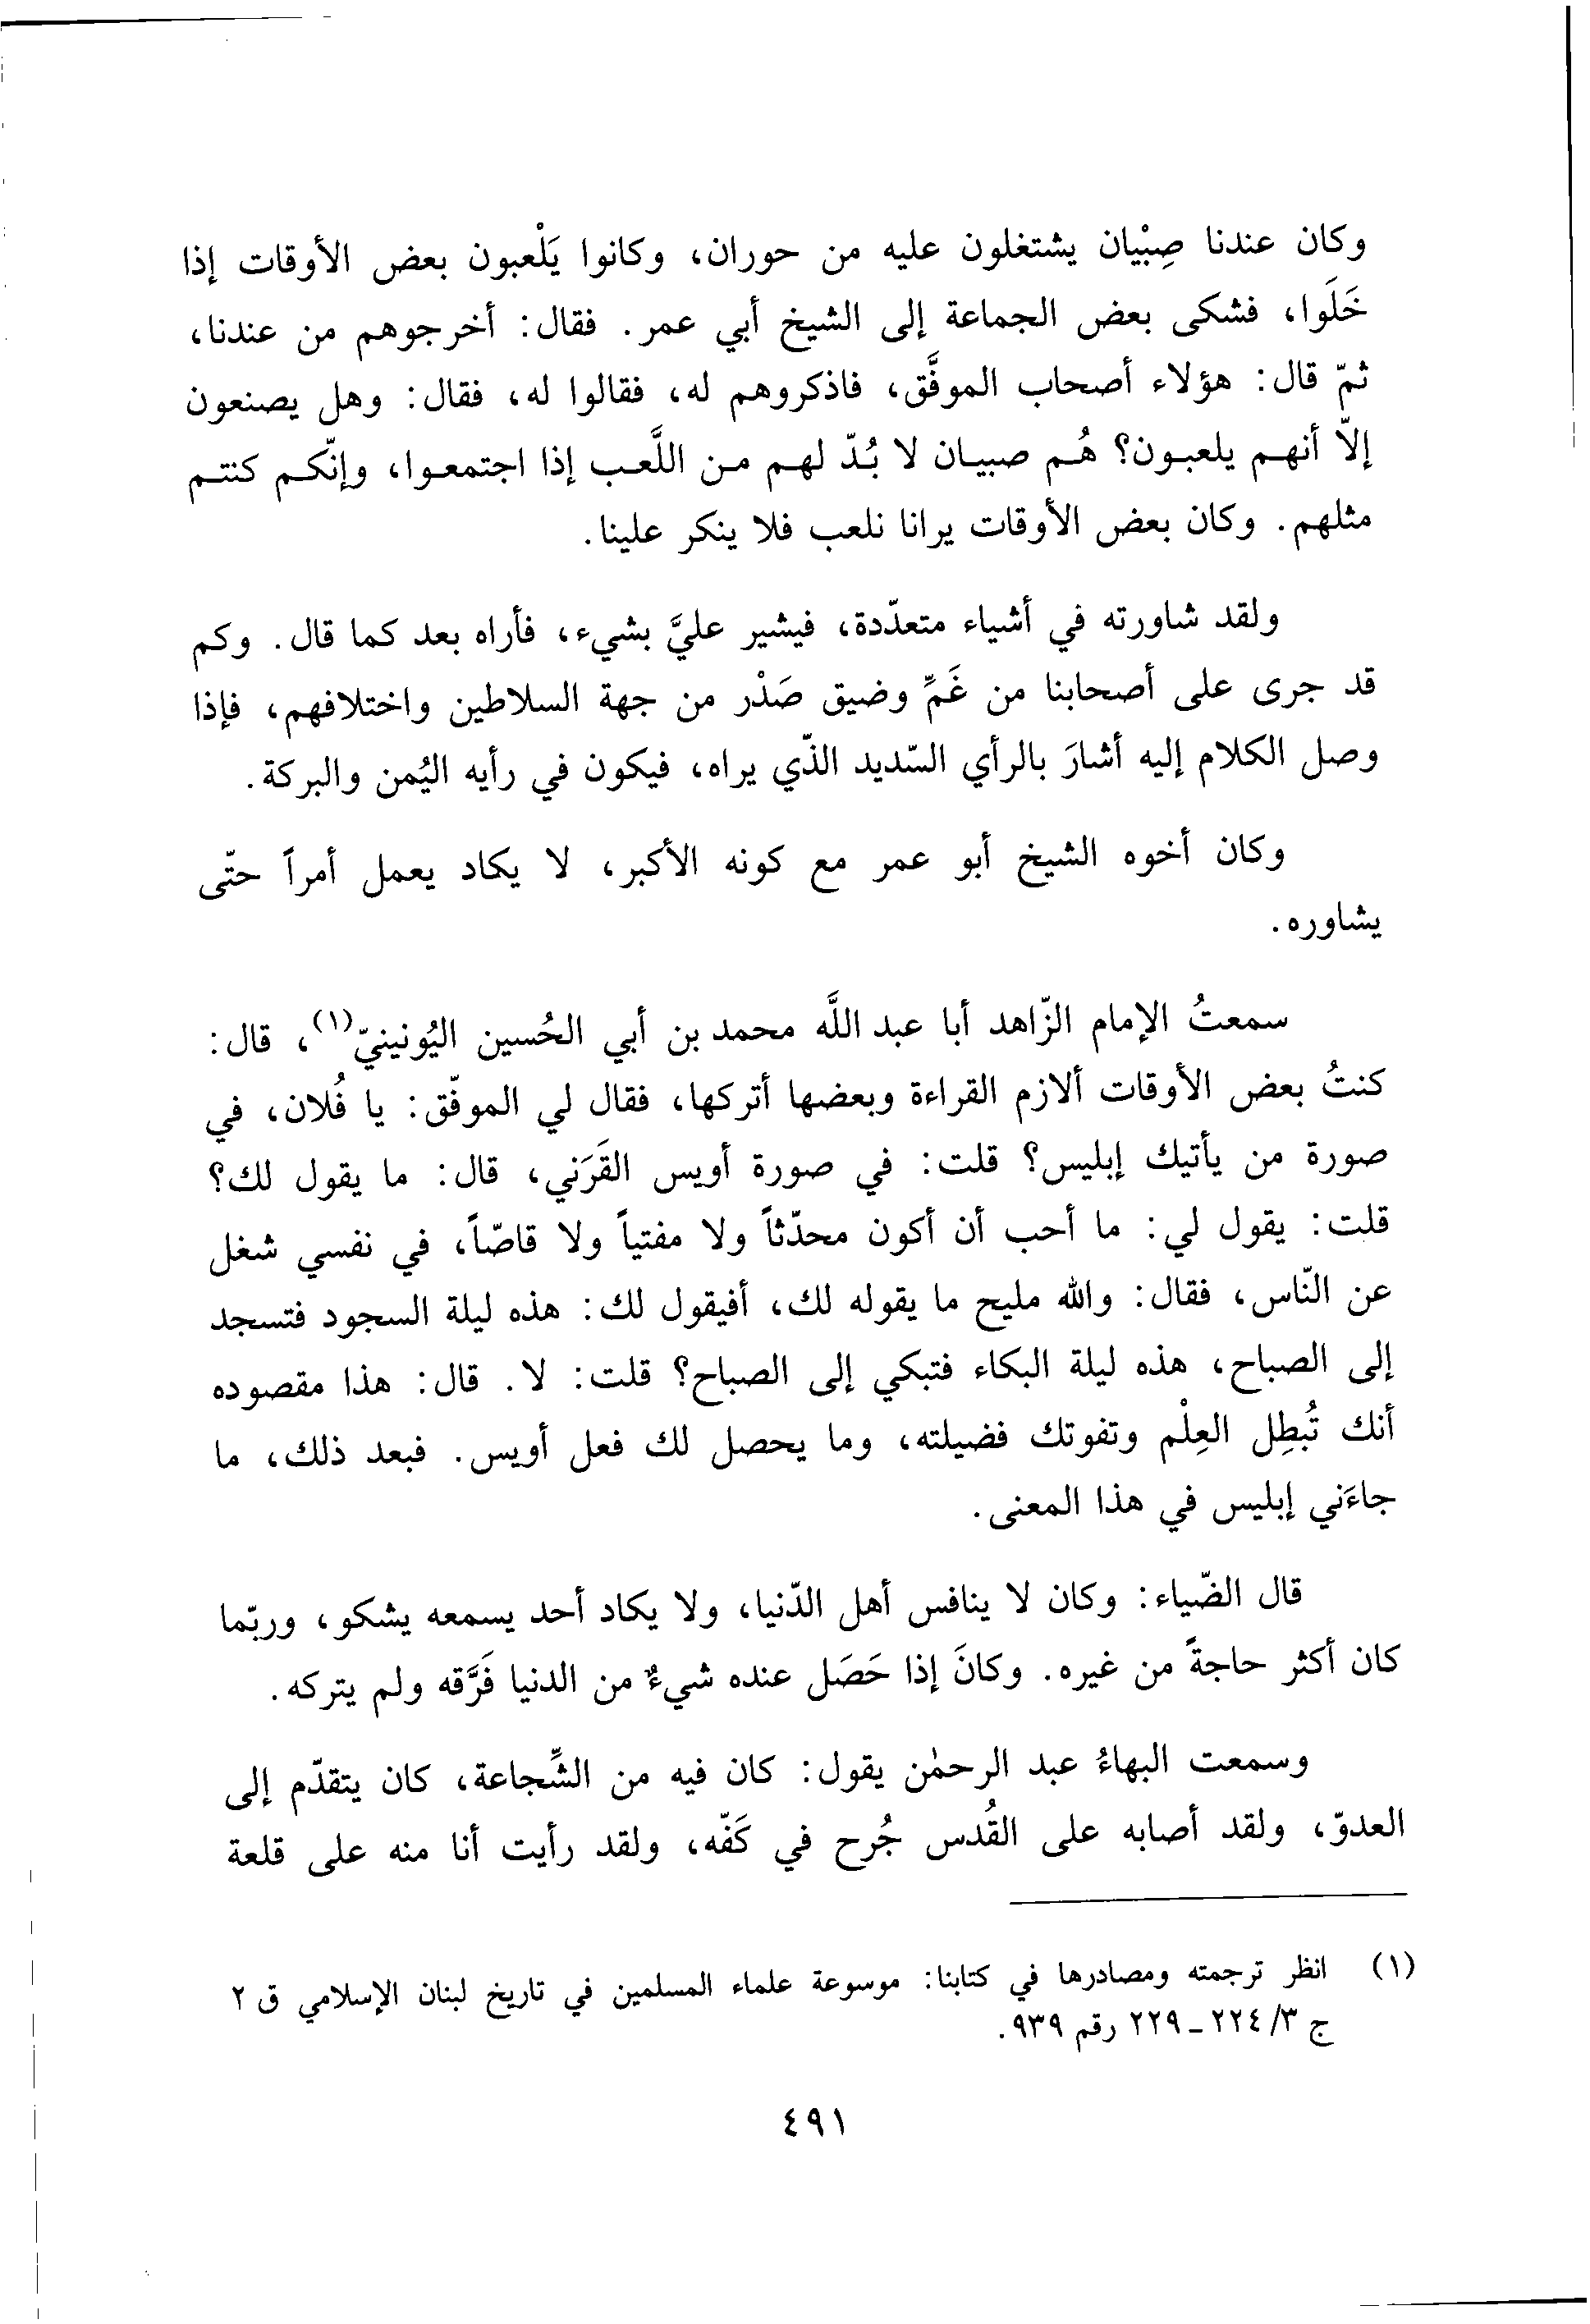 وكان عندنا صِبْيان يشتغلون عليه من حوران، وكانوا يَلْعبون بعض الأوقات إذا
خَلَوا، فشكى بعض الجماعة إلى الشيخ أبي عمر. فقال: أخرجوهم من عندنا،
ثمّ قال: هؤلاء أصحاب الموفَّق، فاذكروهم له، فقالوا له، فقال: وهل يصنعون
إلاّ أنهم يلعبون؟ هُم صبيان لا بُدّ لهم من اللَّعب إذا اجتمعوا، وإنّكم كنتم
مثلهم. وكان بعض الأوقات يرانا نلعب فلا ينكر علينا.
ولقد شاورته في أشياء متعدّدة، فيشير عليَّ بشيء، فأراه بعد كما قال. وكم
قد جرى على أصحابنا من غَمٍّ وضيق صَدْر من جهة السلاطين واختلافهم، فإذا
وصل الكلام إليه أشارَ بالرأي السّديد الذّي يراه، فيكون في رأيه اليُمن والبركة.
وكان أخوه الشيخ أبو عمر مع كونه الأكبر، لا يكاد يعمل أمراً حتّى
يشاوره.
سمعتُ الإمام الزّاهد أبا عبد اللَّه محمد بن أبي الحُسين اليُونينيّ(١)، قال:
كنتُ بعض الأوقات ألازم القراءة وبعضها أتركها، فقال لي الموفّق: يا فُلان، في
صورة من يأتيك إبليس؟ قلت: في صورة أويس القَرَني، قال: ما يقول لك؟
قلت: يقول لي: ما أحب أن أكون محدّثاً ولا مفتياً ولا قاصّاً، في نفسي شغل
عن النّاس، فقال: والله مليح ما يقوله لك، أفيقول لك: هذه ليلة السجود فتسجد
إلى الصباح، هذه ليلة البكاء فتبكي إلى الصباح؟ قلت: لا. قال: هذا مقصوده
أنك تُبطِل العِلْم وتفوتك فضيلته، وما يحصل لك فعل أويس. فبعد ذلك، ما
جاءَني إبليس في هذا المعنى.
قال الضّياء: وكان لا ينافس أهل الدّنيا، ولا يكاد أحد يسمعه يشكو، وربّما
كان أكثر حاجةً من غيره. وكانَ إذا حَصَل عنده شيءٌ من الدنيا فَرَّقه ولم يتركه.
وسمعت البهاءُ عبد الرحمٰن يقول: كان فيه من الشِّجاعة، كان يتقدّم إلى
العدوّ، ولقد أصابه على القُدس جُرح في كَفّه، ولقد رأيت أنا منه على قلعة
(١) انظر ترجمته ومصادرها في كتابنا: موسوعة علماء المسلمين في تاريخ لبنان الإسلامي ق ٢
ج ٣/ ٢٢٤ ـ ٢٢٩ رقم ٩٣٩.
٤٩١